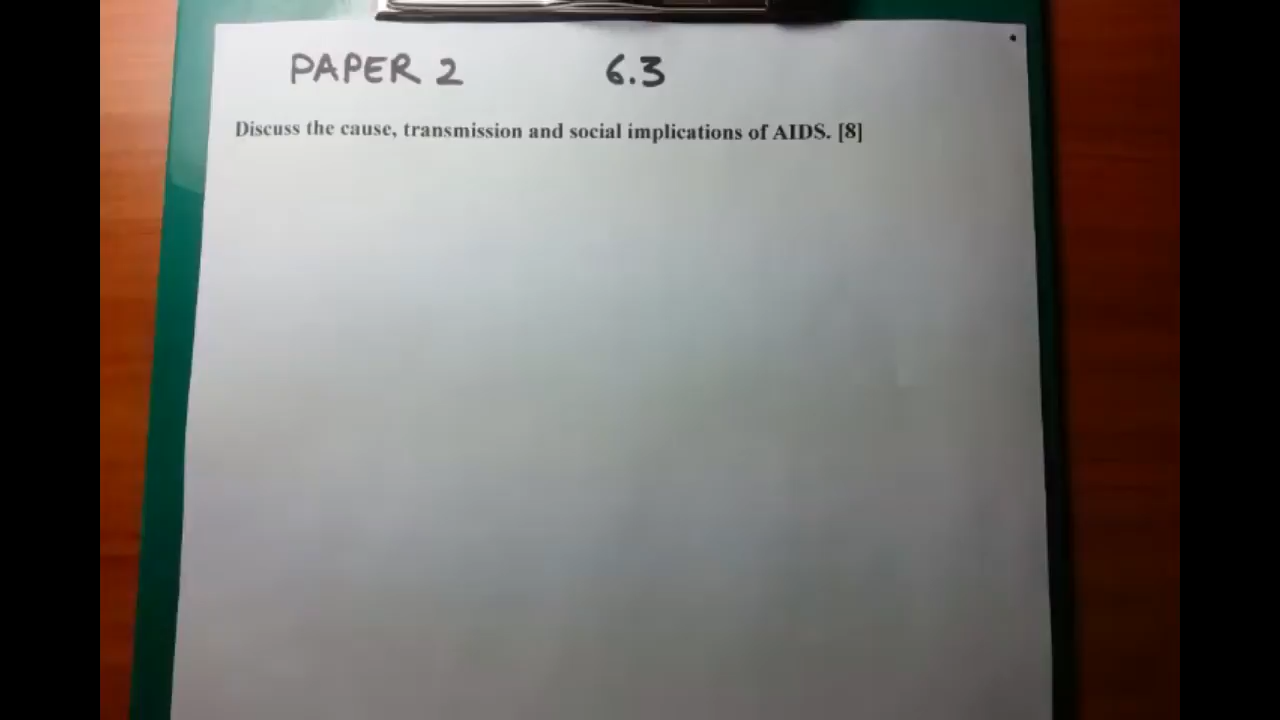 PAPER 2 6.3
Discuss the cause, transmission and social implications of AIDS. [8]